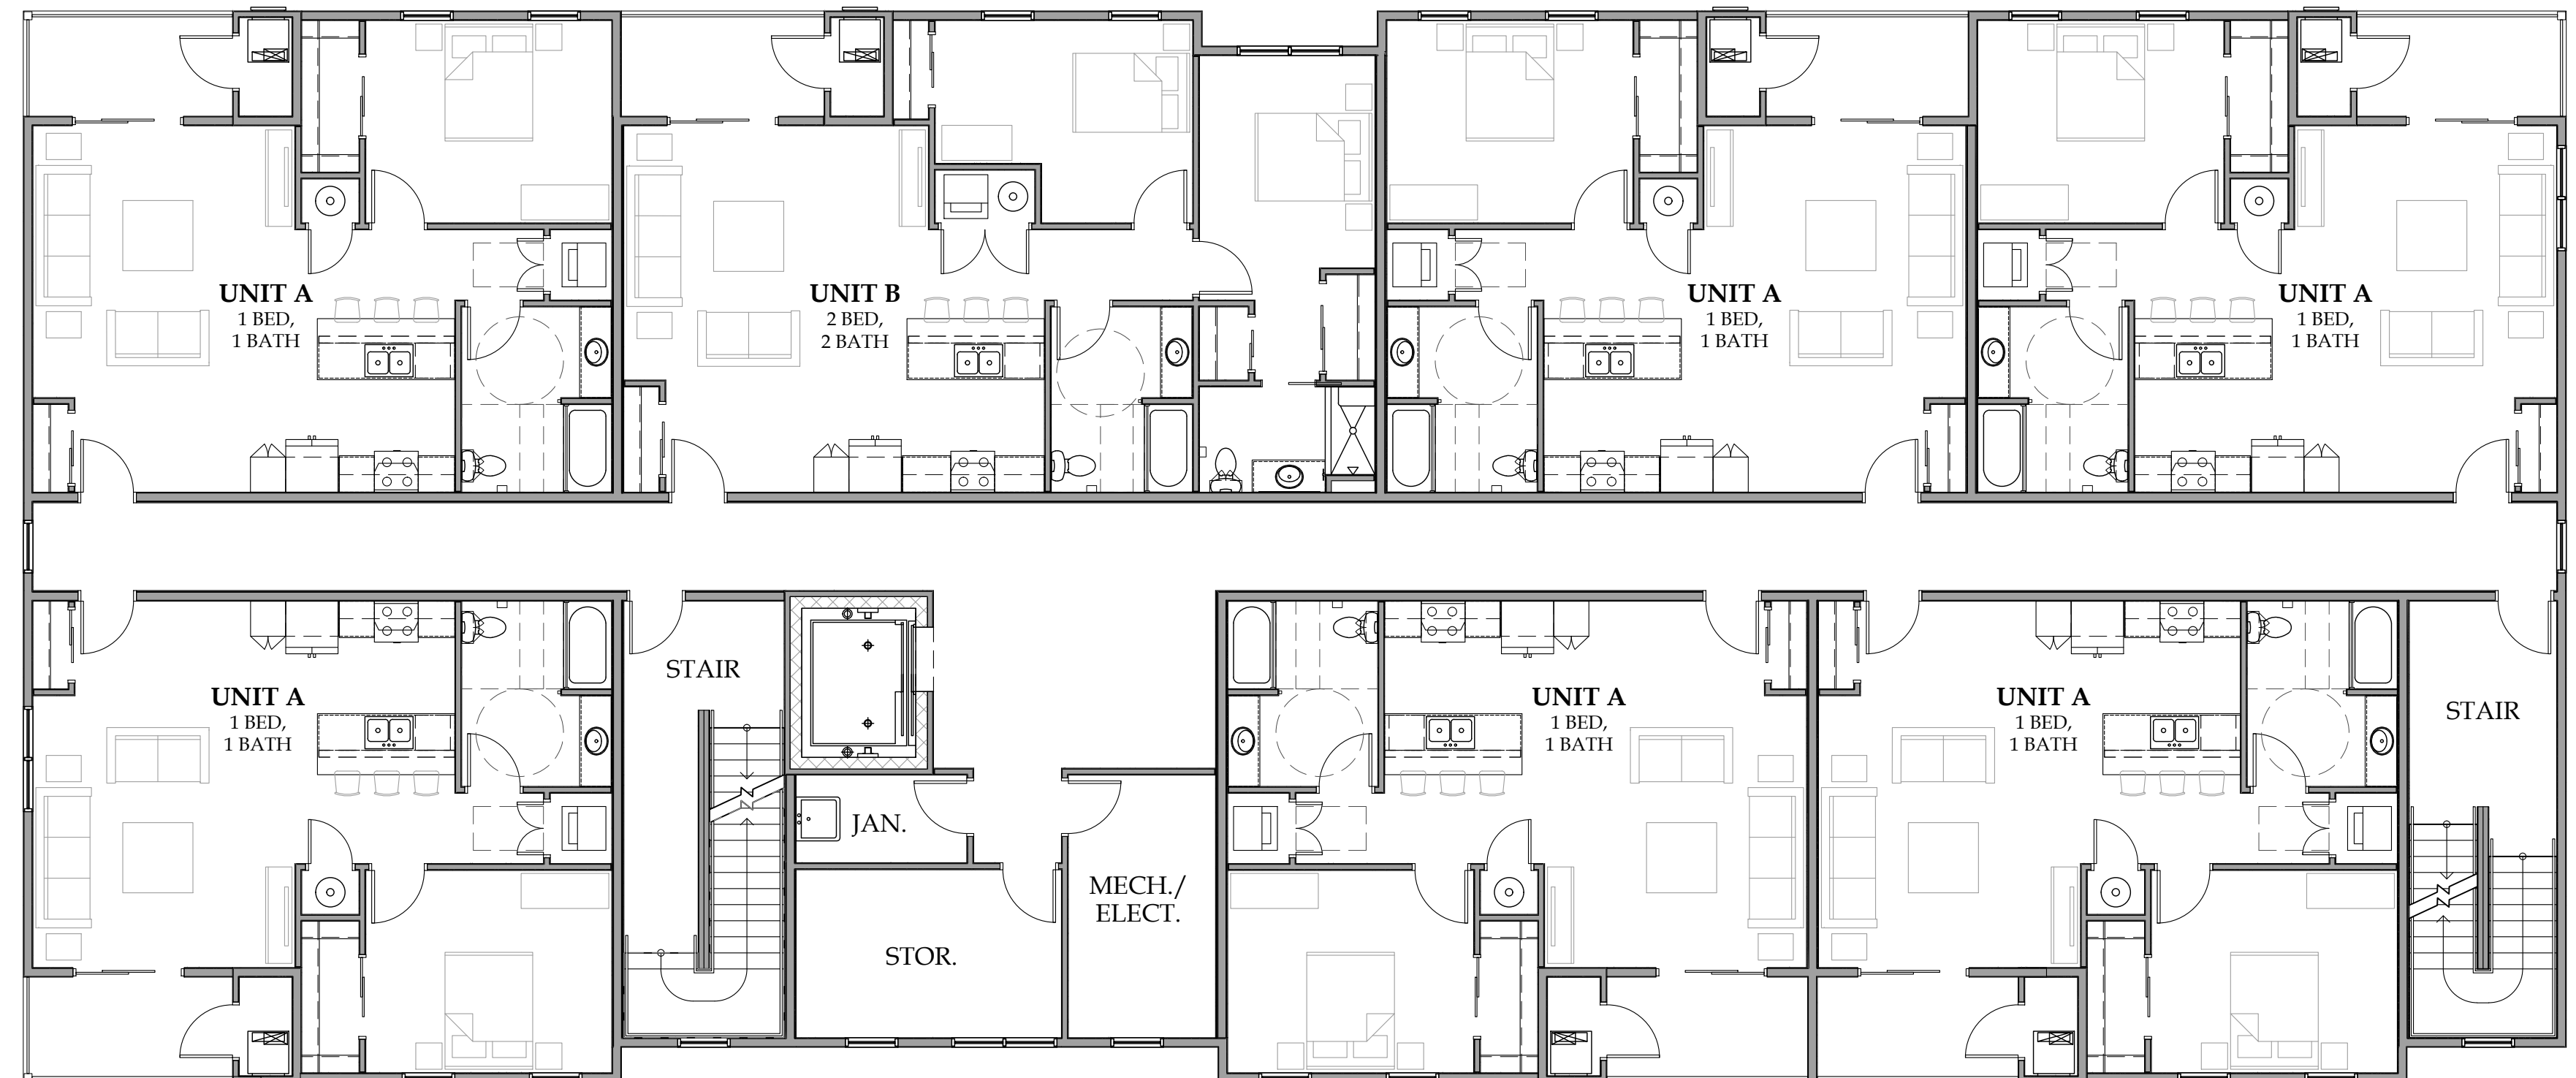 UNIT A
1 BED,
1 BATH
UNIT B
2 BED,
2 BATH
UNIT A
1 BED,
1 BATH
UNIT A
1 BED,
1 BATH
UNIT A
1 BED,
1 BATH
STAIR
JAN.
STOR.
MECH./
ELECT.
UNIT A
1 BED,
1 BATH
UNIT A
1 BED,
1 BATH
STAIR